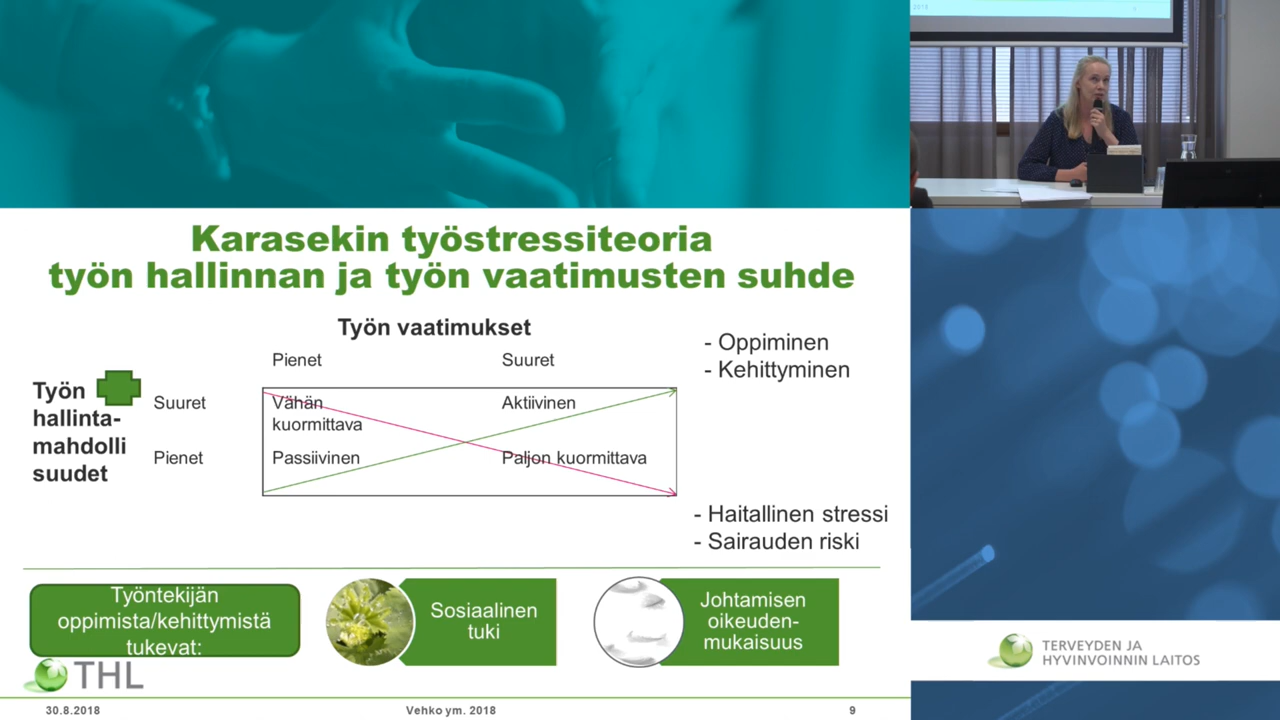 Karasekin työstressiteoria
työn hallinnan ja työn vaatimusten suhde
Työn vaatimukset
Pienet Suuret
- Oppiminen
- Kehittyminen
Työn
hallinta-
mahdolli
suudet
Suuret
Vähän
kuormittava
Aktiivinen
Pienet
Passiivinen
Paljon kuormittava
- Haitallinen stressi
- Sairauden riski
Työntekijän
oppimista/kehittymistä
tukevat:
Sosiaalinen
tuki
Johtamisen
oikeuden-
mukaisuus
THL
30.8.2018 Vehko ym. 2018 9
TERVEYDEN JA
HYVINVOINNIN LAITOS